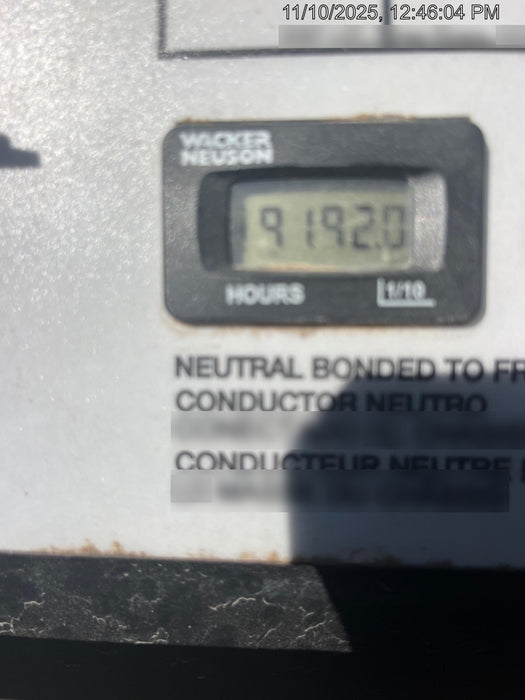 11/10/2025, 12:46:04 PM
WACKER
NEUSON
9192.0
HOURS 1/10
NEUTRAL BONDED TO FR
CONDUCTOR NEUTRO
CONDUCTEUR NEUTRE